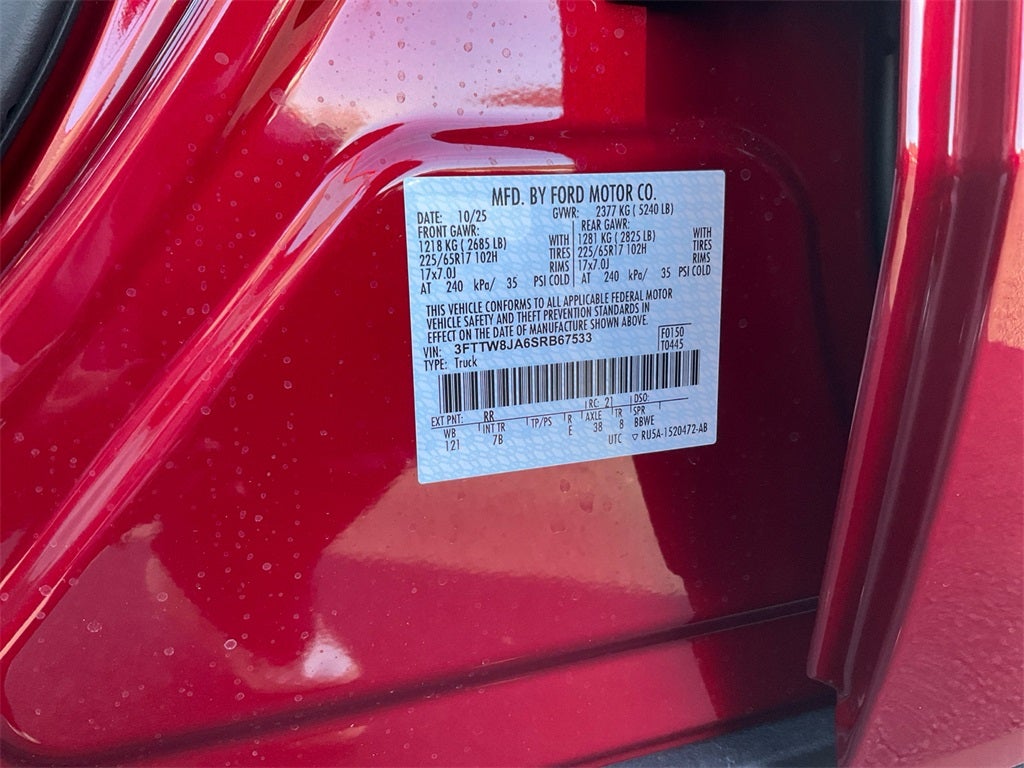 MFD. BY FORD MOTOR CO.
DATE: 10/25 GVWR: 2377 KG ( 5240 LB)
FRONT GAWR: REAR GAWR:
1218 KG ( 2685 LB) WITH 1281 KG ( 2825 LB) WITH
225/65R17 102H TIRES 225/65R17 102H TIRES
17x7.0J RIMS 17x7.0J RIMS
AT 240 kPa/ 35 PSI COLD AT 240 kPa/ 35 PSI COLD
THIS VEHICLE CONFORMS TO ALL APPLICABLE FEDERAL MOTOR
VEHICLE SAFETY AND THEFT PREVENTION STANDARDS IN
EFFECT ON THE DATE OF MANUFACTURE SHOWN ABOVE.
VIN: 3FTTW8JA6SRB67533 F0150
TYPE: Truck T0445
EXT PNT: RR RC: 21 DSO:
WB INT TR TP/PS R AXLE TR SPR
121 7B E 38 8 BBWE
UTC ▽ RU5A-1520472-AB